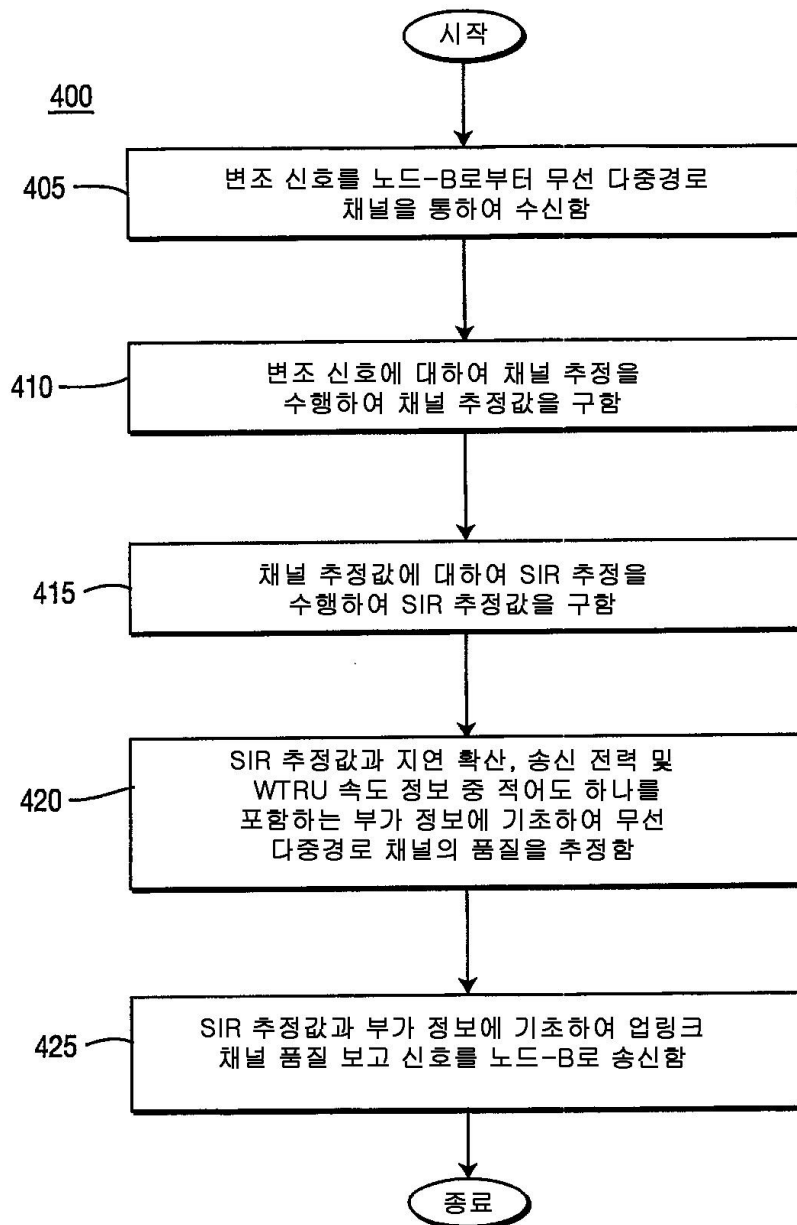 시작
400
405
변조 신호를 노드-B로부터 무선 다중경로
채널을 통하여 수신함
410
변조 신호에 대하여 채널 추정을
수행하여 채널 추정값을 구함
415
채널 추정값에 대하여 SIR 추정을
수행하여 SIR 추정값을 구함
420
SIR 추정값과 지연 확산, 송신 전력 및
WTRU 속도 정보 중 적어도 하나를
포함하는 부가 정보에 기초하여 무선
다중경로 채널의 품질을 추정함
425
SIR 추정값과 부가 정보에 기초하여 업링크
채널 품질 보고 신호를 노드-B로 송신함
종료